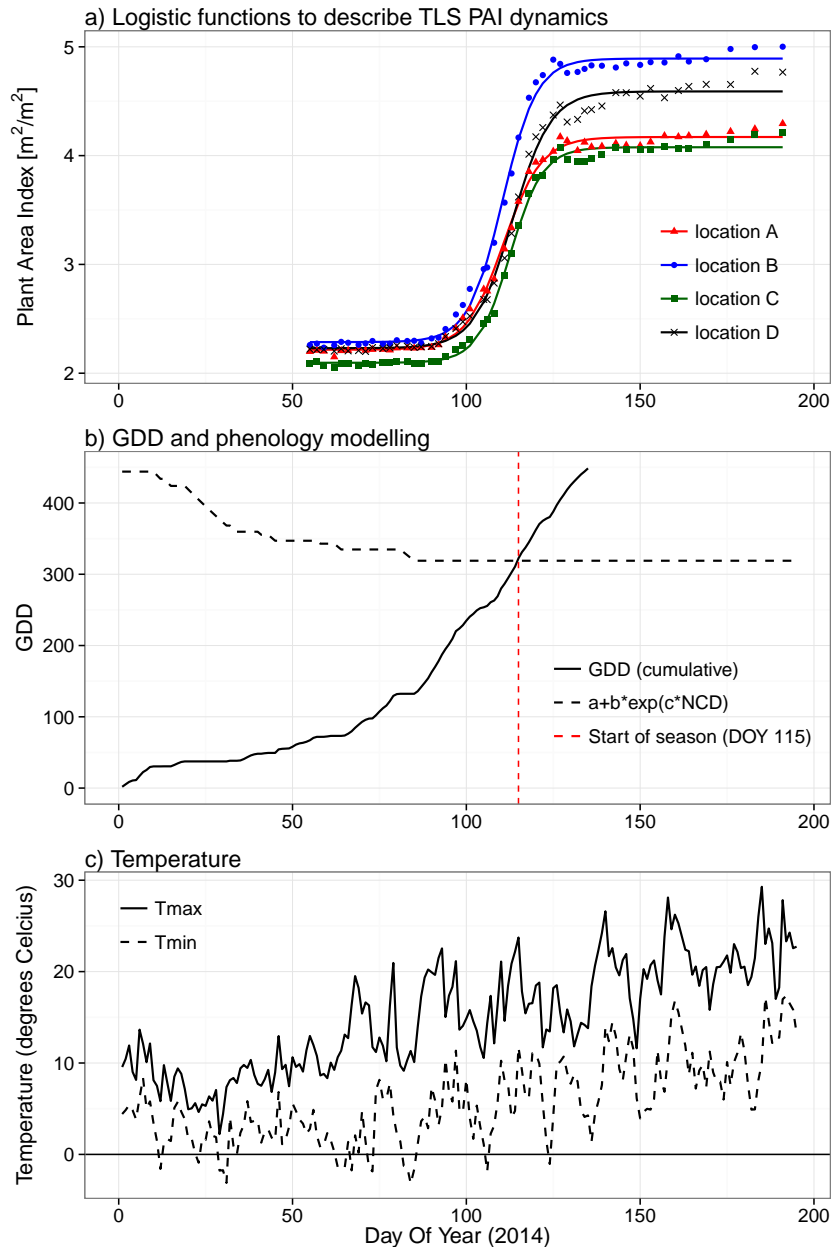 a) Logistic functions to describe TLS PAI dynamics
Plant Area Index [m²/m²]
5
4
3
2
location A
location B
location C
location D
0
50
100
150
200
b) GDD and phenology modelling
GDD
400
300
200
100
0
GDD (cumulative)
a+b*exp(c*NCD)
Start of season (DOY 115)
0
50
100
150
200
c) Temperature
Temperature (degrees Celcius)
30
20
10
0
Tmax
Tmin
0
50
100
150
200
Day Of Year (2014)